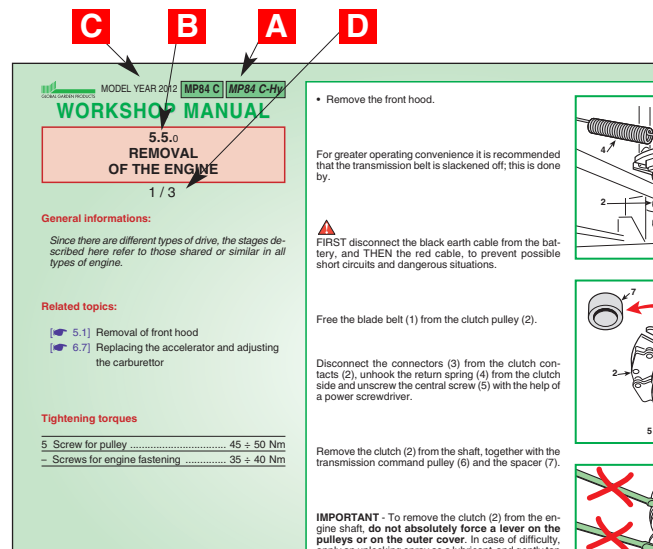 C B A D
GLOBAL GARDEN PRODUCTS
MODEL YEAR 2012 MP84 C MP84 C-Hy
WORKSHOP MANUAL
5.5.0
REMOVAL
OF THE ENGINE
1 / 3
General informations:
Since there are different types of drive, the stages de-
scribed here refer to those shared or similar in all
types of engine.
Related topics:
[☛ 5.1] Removal of front hood
[☛ 6.7] Replacing the accelerator and adjusting
the carburettor
Tightening torques
5 Screw for pulley ................................. 45 ÷ 50 Nm
– Screws for engine fastening .............. 35 ÷ 40 Nm
• Remove the front hood.
For greater operating convenience it is recommended
that the transmission belt is slackened off; this is done
by.
FIRST disconnect the black earth cable from the bat-
tery, and THEN the red cable, to prevent possible
short circuits and dangerous situations.
Free the blade belt (1) from the clutch pulley (2).
Disconnect the connectors (3) from the clutch con-
tacts (2), unhook the return spring (4) from the clutch
side and unscrew the central screw (5) with the help of
a power screwdriver.
Remove the clutch (2) from the shaft, together with the
transmission command pulley (6) and the spacer (7).
IMPORTANT - To remove the clutch (2) from the en-
gine shaft, do not absolutely force a lever on the
pulleys or on the outer cover. In case of difficulty,
4
2
7
2
5